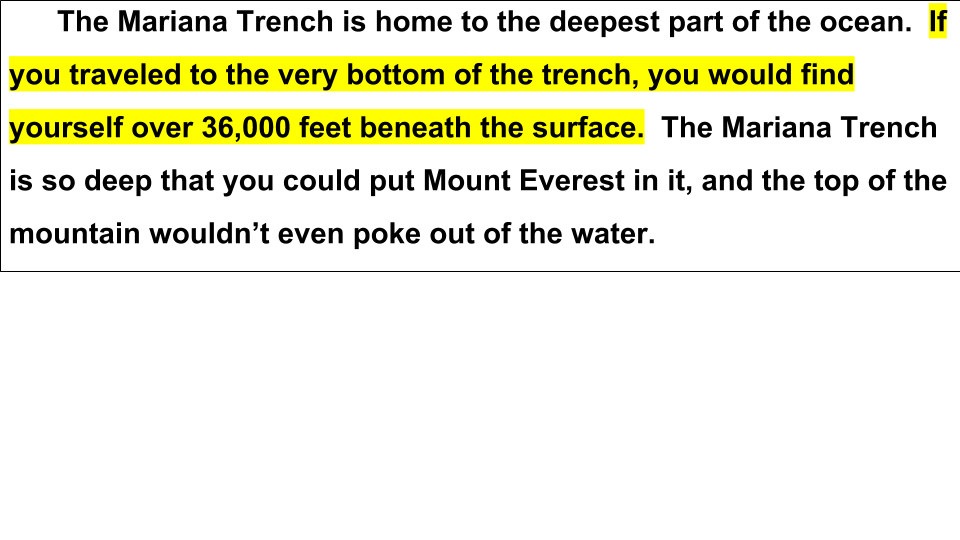 The Mariana Trench is home to the deepest part of the ocean.  If
you traveled to the very bottom of the trench, you would find
yourself over 36,000 feet beneath the surface.  The Mariana Trench
is so deep that you could put Mount Everest in it, and the top of the
mountain wouldn’t even poke out of the water.